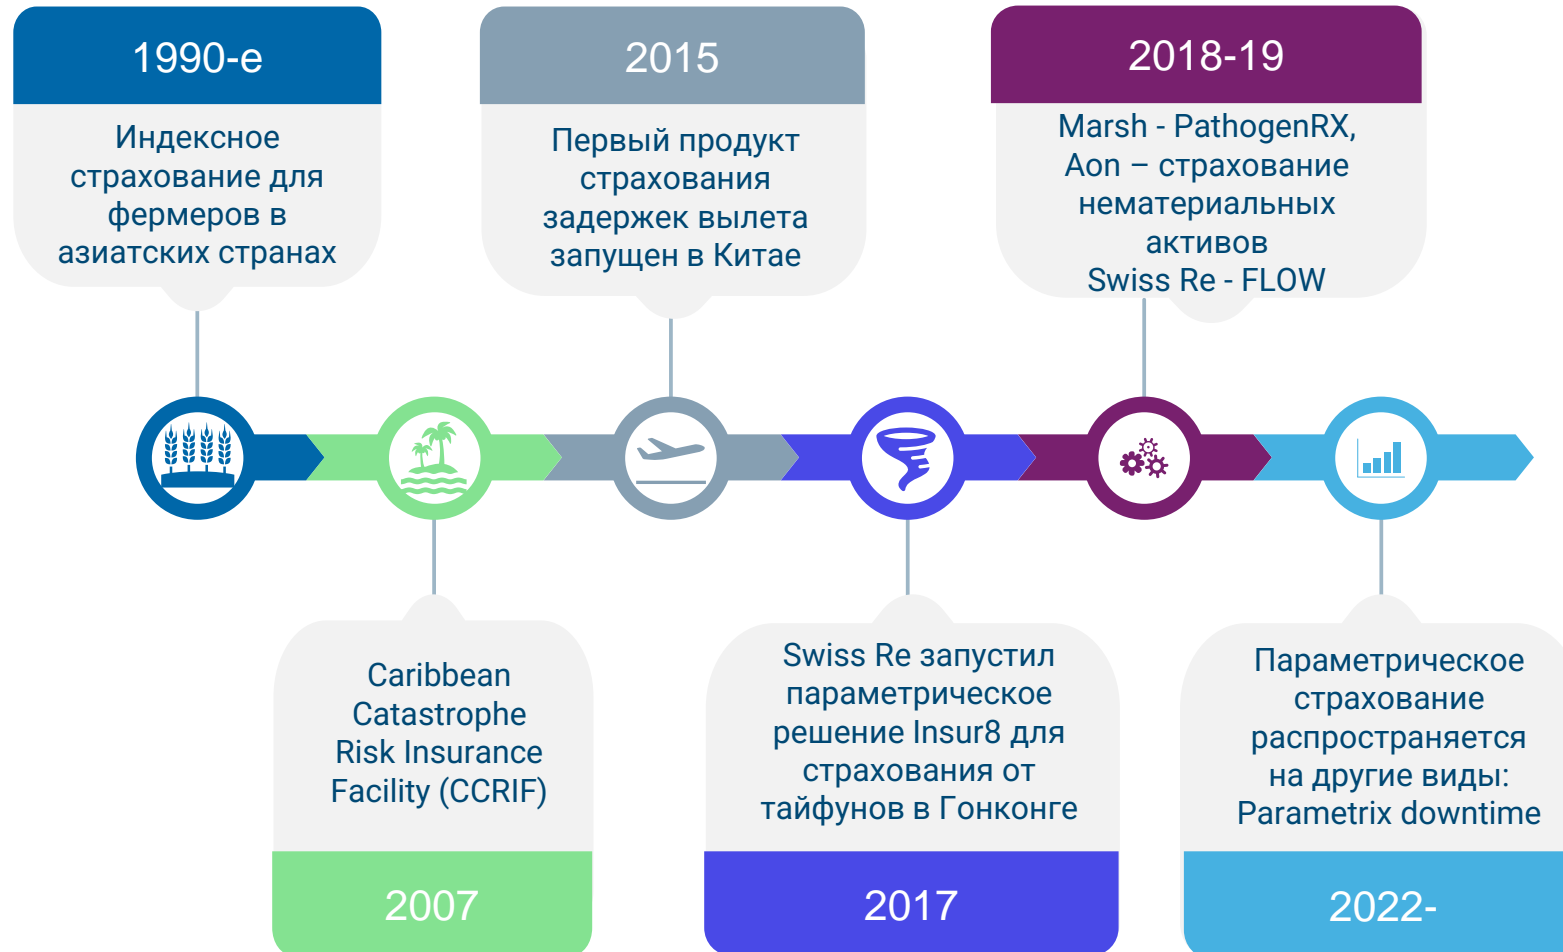 1990-е
Индексное
страхование для
фермеров в
азиатских странах
2015
Первый продукт
страхования
задержек вылета
запущен в Китае
2018-19
Marsh - PathogenRX,
Aon – страхование
нематериальных
активов
Swiss Re - FLOW
Caribbean
Catastrophe
Risk Insurance
Facility (CCRIF)
2007
Swiss Re запустил
параметрическое
решение Insur8 для
страхования от
тайфунов в Гонконге
2017
Параметрическое
страхование
распространяется
на другие виды:
Parametrix downtime
2022-